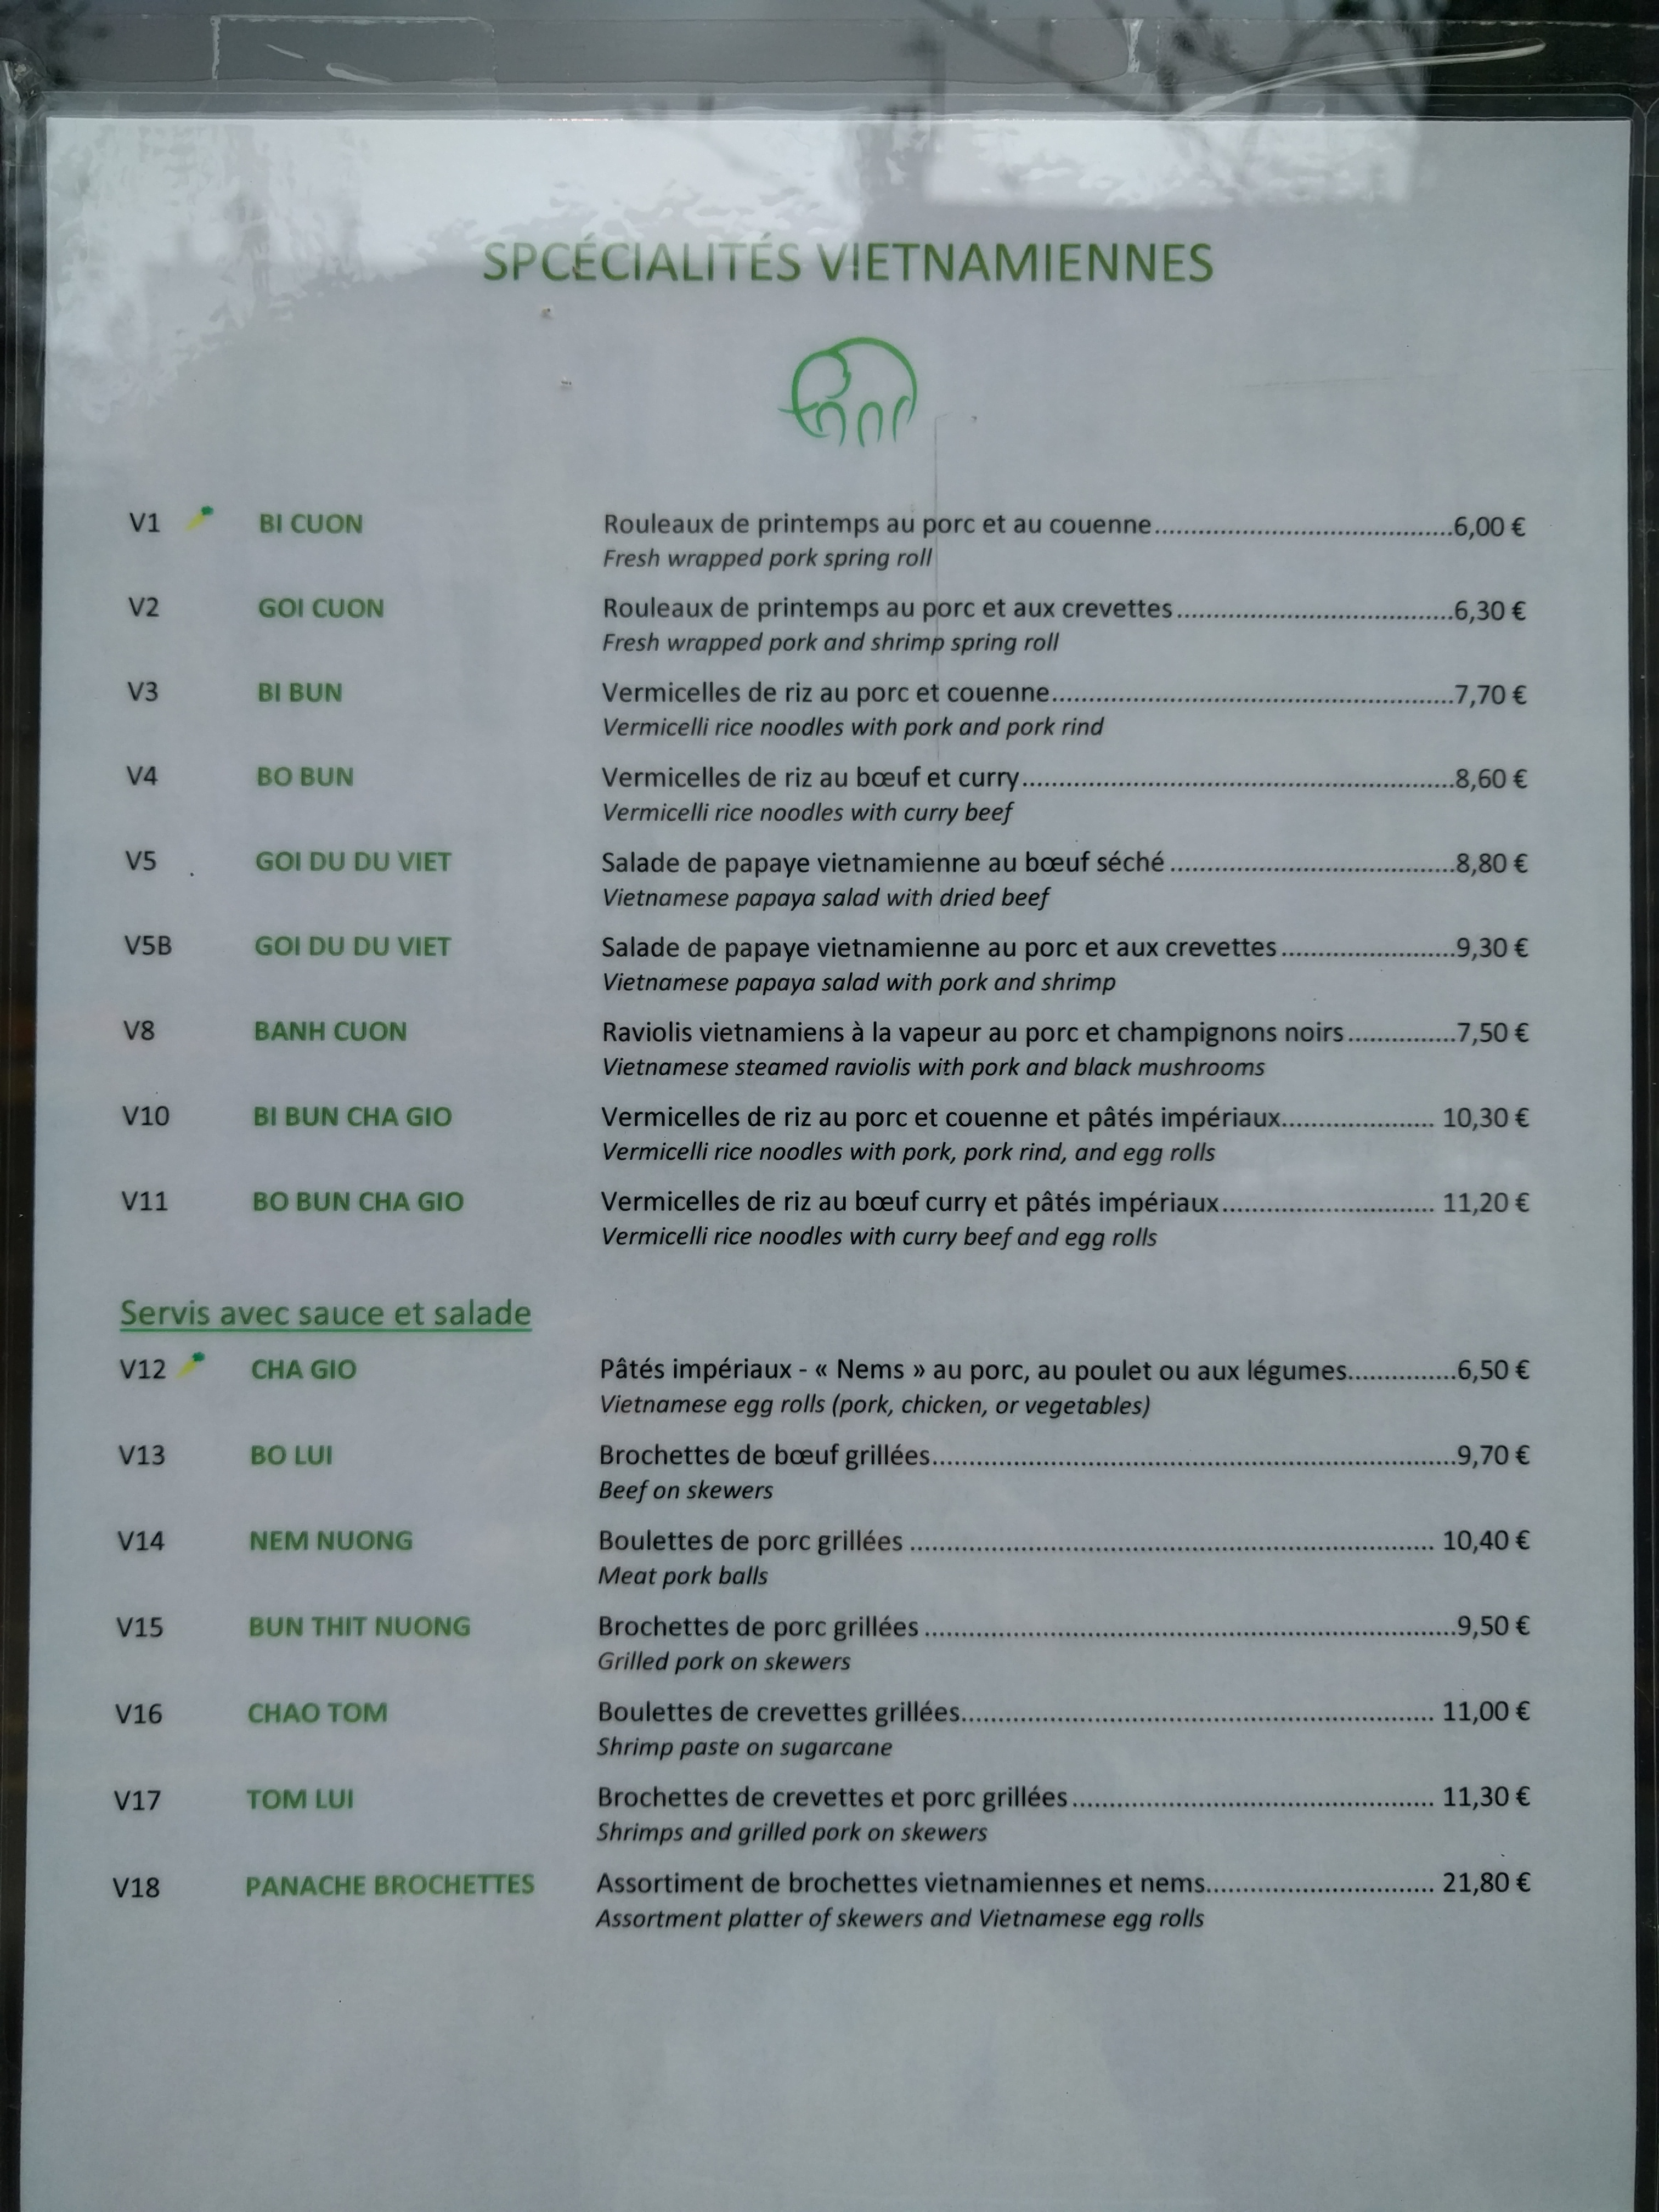 SPCÉCIALITÉS VIETNAMIENNES
V1 BI CUON Rouleaux de printemps au porc et au couenne..........................................6,00 €
Fresh wrapped pork spring roll
V2 GOI CUON Rouleaux de printemps au porc et aux crevettes.......................................6,30 €
Fresh wrapped pork and shrimp spring roll
V3 BI BUN Vermicelles de riz au porc et couenne.........................................................7,70 €
Vermicelli rice noodles with pork and pork rind
V4 BO BUN Vermicelles de riz au bœuf et curry.............................................................8,60 €
Vermicelli rice noodles with curry beef
V5 GOI DU DU VIET Salade de papaye vietnamienne au bœuf séché ........................................8,80 €
Vietnamese papaya salad with dried beef
V5B GOI DU DU VIET Salade de papaye vietnamienne au porc et aux crevettes.........................9,30 €
Vietnamese papaya salad with pork and shrimp
V8 BANH CUON Raviolis vietnamiens à la vapeur au porc et champignons noirs...............7,50 €
Vietnamese steamed raviolis with pork and black mushrooms
V10 BI BUN CHA GIO Vermicelles de riz au porc et couenne et pâtés impériaux...................... 10,30 €
Vermicelli rice noodles with pork, pork rind, and egg rolls
V11 BO BUN CHA GIO Vermicelles de riz au bœuf curry et pâtés impériaux.............................. 11,20 €
Vermicelli rice noodles with curry beef and egg rolls
Servis avec sauce et salade
V12 CHA GIO Pâtés impériaux - « Nems » au porc, au poulet ou aux légumes...............6,50 €
Vietnamese egg rolls (pork, chicken, or vegetables)
V13 BO LUI Brochettes de bœuf grillées..........................................................................9,70 €
Beef on skewers
V14 NEM NUONG Boulettes de porc grillées .......................................................................... 10,40 €
Meat pork balls
V15 BUN THIT NUONG Brochettes de porc grillées ...........................................................................9,50 €
Grilled pork on skewers
V16 CHAO TOM Boulettes de crevettes grillées................................................................... 11,00 €
Shrimp paste on sugarcane
V17 TOM LUI Brochettes de crevettes et porc grillées ................................................... 11,30 €
Shrimps and grilled pork on skewers
V18 PANACHE BROCHETTES Assortiment de brochettes vietnamiennes et nems................................ 21,80 €
Assortment platter of skewers and Vietnamese egg rolls